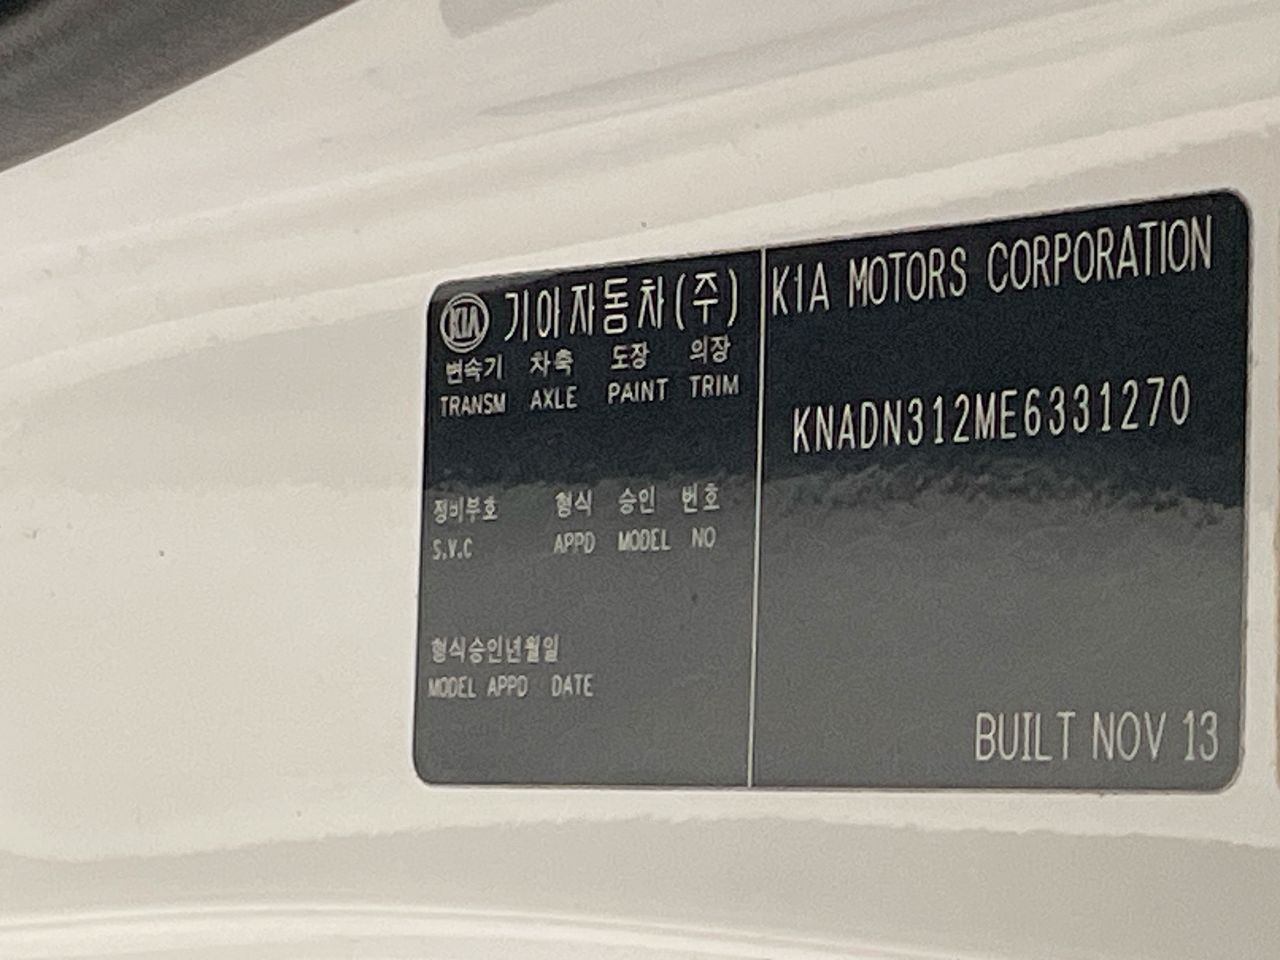 KIA 기아자동차(주)
변속기 차축 도장 의장
TRANSM AXLE PAINT TRIM
정비부호 형식 승인 번호
S.V.C APPD MODEL NO
형식승인년월일
MODEL APPD DATE
KIA MOTORS CORPORATION
KNADN312ME6331270
BUILT NOV 13